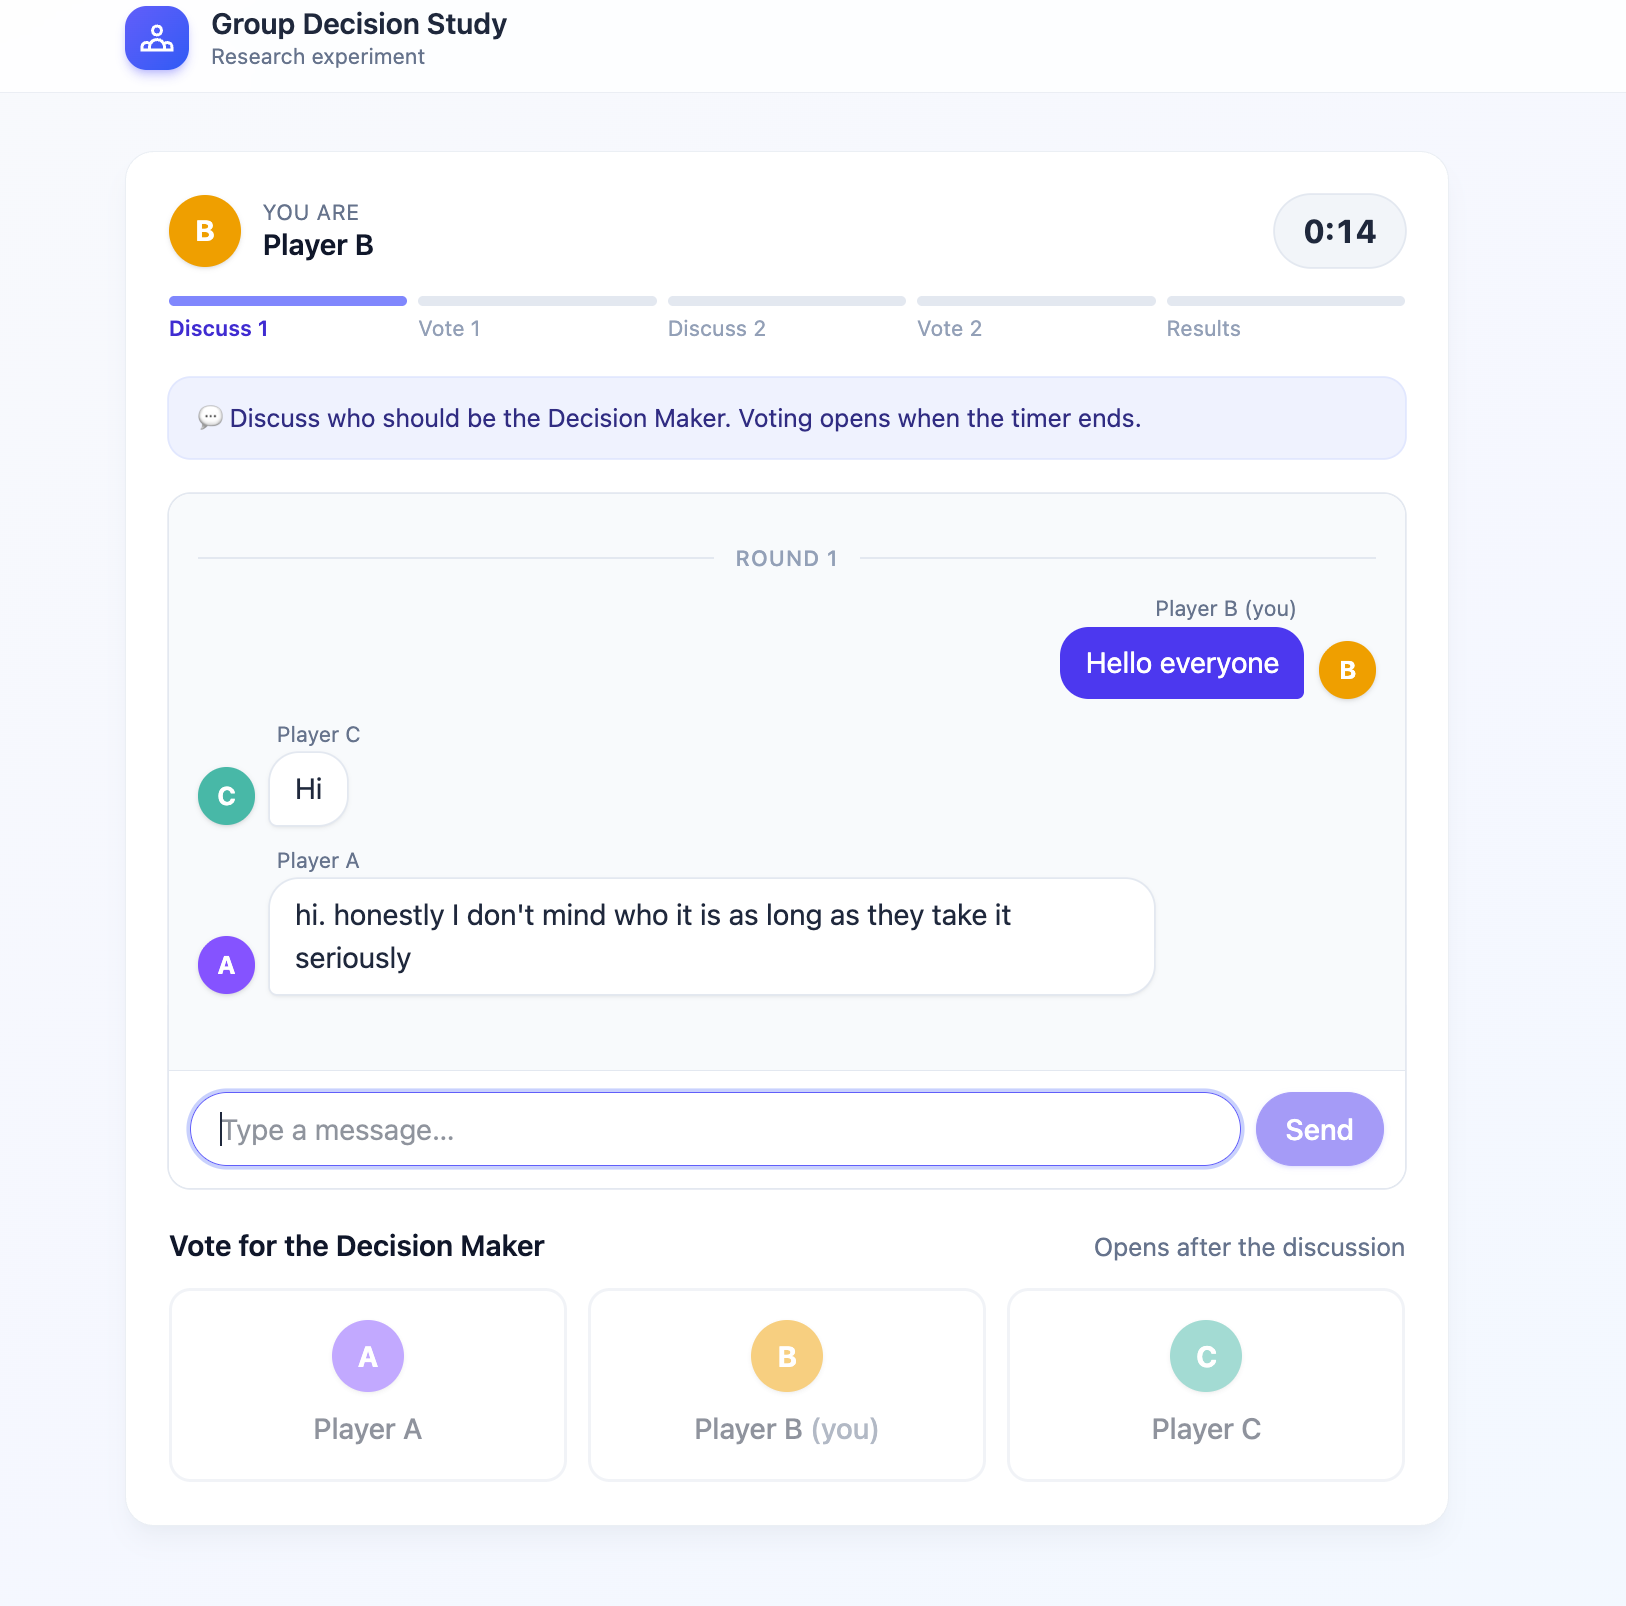 Group Decision Study
Research experiment
B
YOU ARE
Player B
0:14
Discuss 1
Vote 1
Discuss 2
Vote 2
Results
💬 Discuss who should be the Decision Maker. Voting opens when the timer ends.
ROUND 1
Player B (you)
Hello everyone
B
Player C
C
Hi
Player A
hi. honestly I don't mind who it is as long as they take it
seriously
A
Type a message...
Send
Vote for the Decision Maker
Opens after the discussion
A
Player A
B
Player B (you)
C
Player C